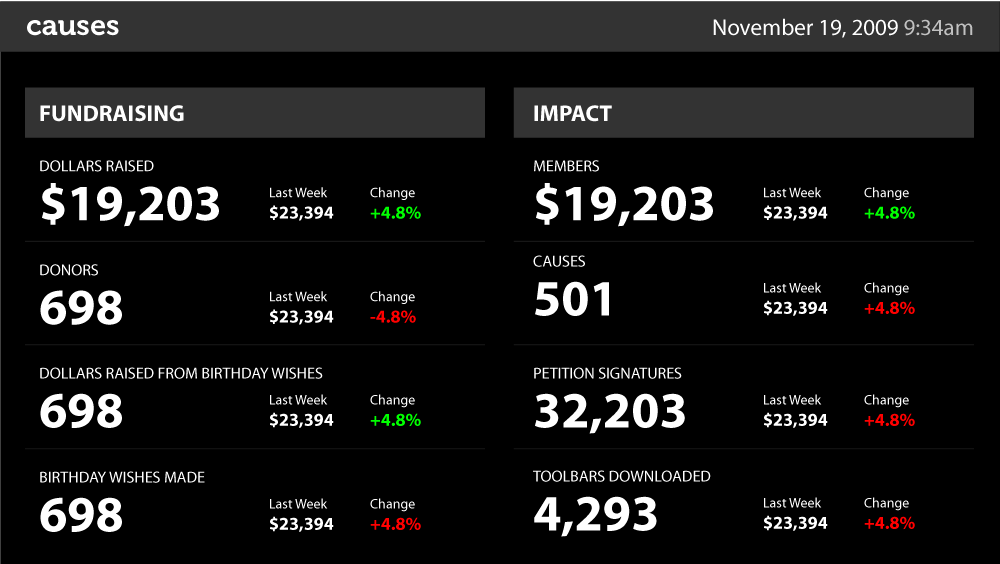 causes
November 19, 2009 9:34am
FUNDRAISING
DOLLARS RAISED
$19,203
Last Week
$23,394
Change
+4.8%
DONORS
698
Last Week
$23,394
Change
-4.8%
DOLLARS RAISED FROM BIRTHDAY WISHES
698
Last Week
$23,394
Change
+4.8%
BIRTHDAY WISHES MADE
698
Last Week
$23,394
Change
+4.8%
IMPACT
MEMBERS
$19,203
Last Week
$23,394
Change
+4.8%
CAUSES
501
Last Week
$23,394
Change
+4.8%
PETITION SIGNATURES
32,203
Last Week
$23,394
Change
+4.8%
TOOLBARS DOWNLOADED
4,293
Last Week
$23,394
Change
+4.8%